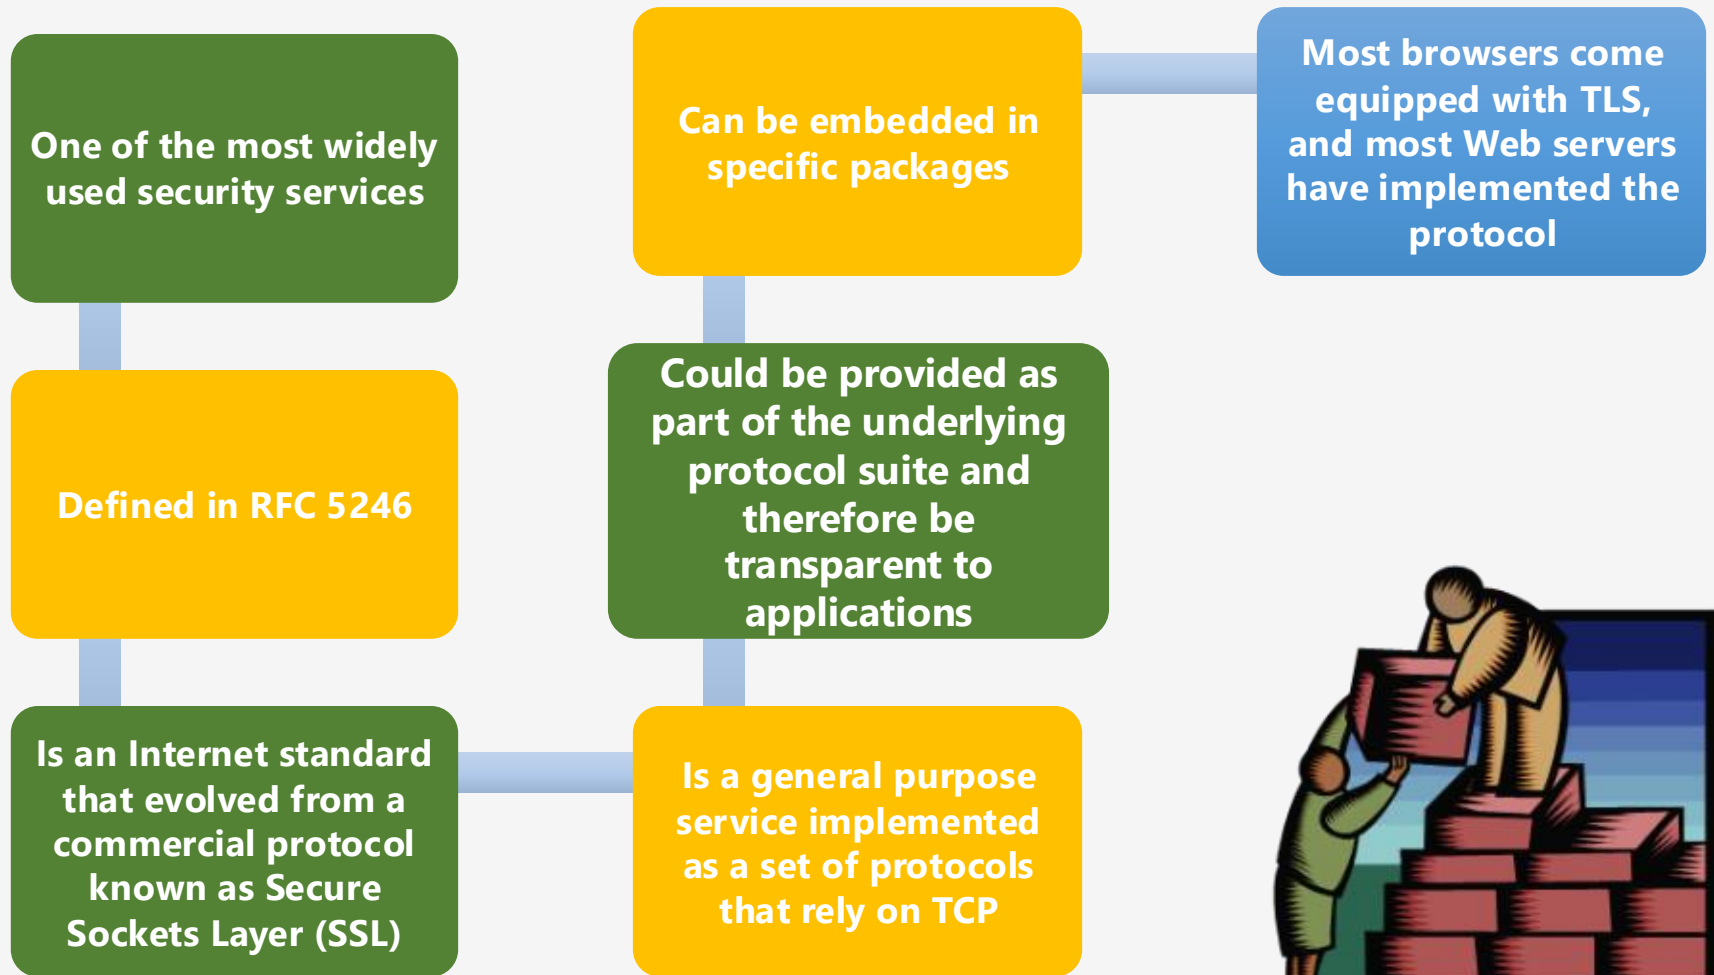 One of the most widely
used security services
Defined in RFC 5246
Is an Internet standard
that evolved from a
commercial protocol
known as Secure
Sockets Layer (SSL)
Is a general purpose
service implemented
as a set of protocols
that rely on TCP
Could be provided as
part of the underlying
protocol suite and
therefore be
transparent to
applications
Can be embedded in
specific packages
Most browsers come
equipped with TLS,
and most Web servers
have implemented the
protocol